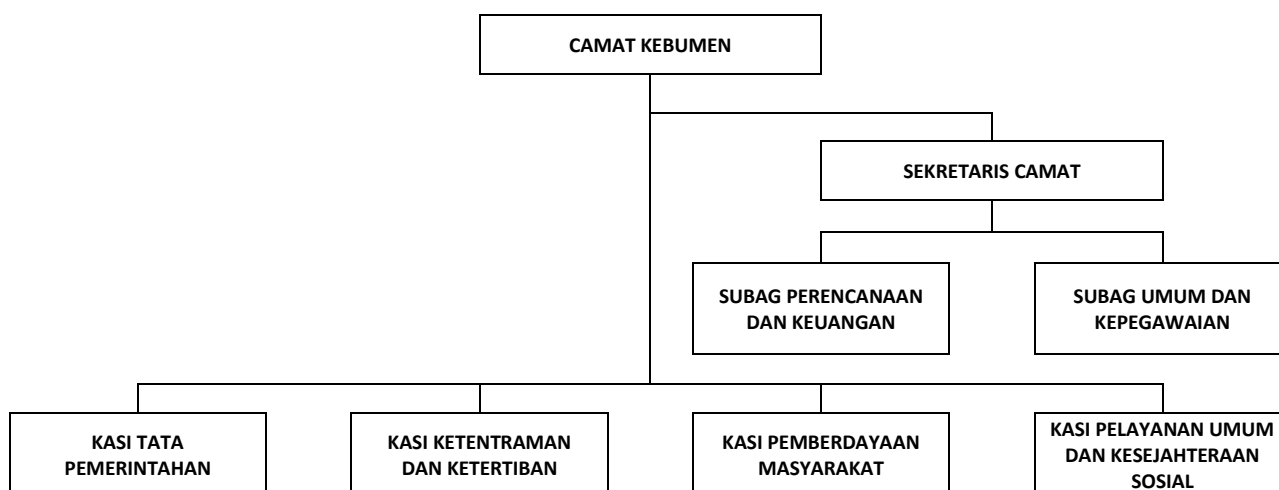 CAMAT KEBUMEN
SEKRETARIS CAMAT
SUBAG PERENCANAAN
DAN KEUANGAN
SUBAG UMUM DAN
KEPEGAWAIAN
KASI TATA
PEMERINTAHAN
KASI KETENTRAMAN
DAN KETERTIBAN
KASI PEMBERDAYAAN
MASYARAKAT
KASI PELAYANAN UMUM
DAN KESEJAHTERAAN
SOSIAL